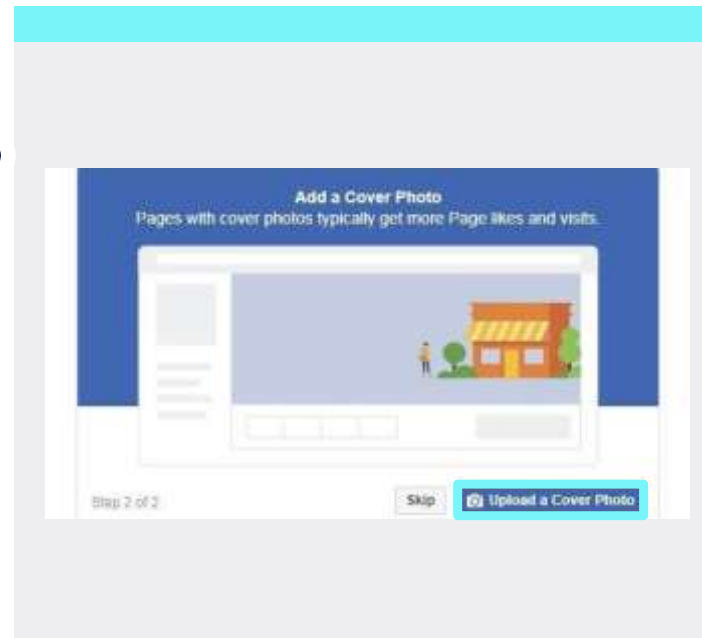 Add a Cover Photo
Pages with cover photos typically get more Page likes and visits.
Step 2 of 2
Skip
Upload a Cover Photo